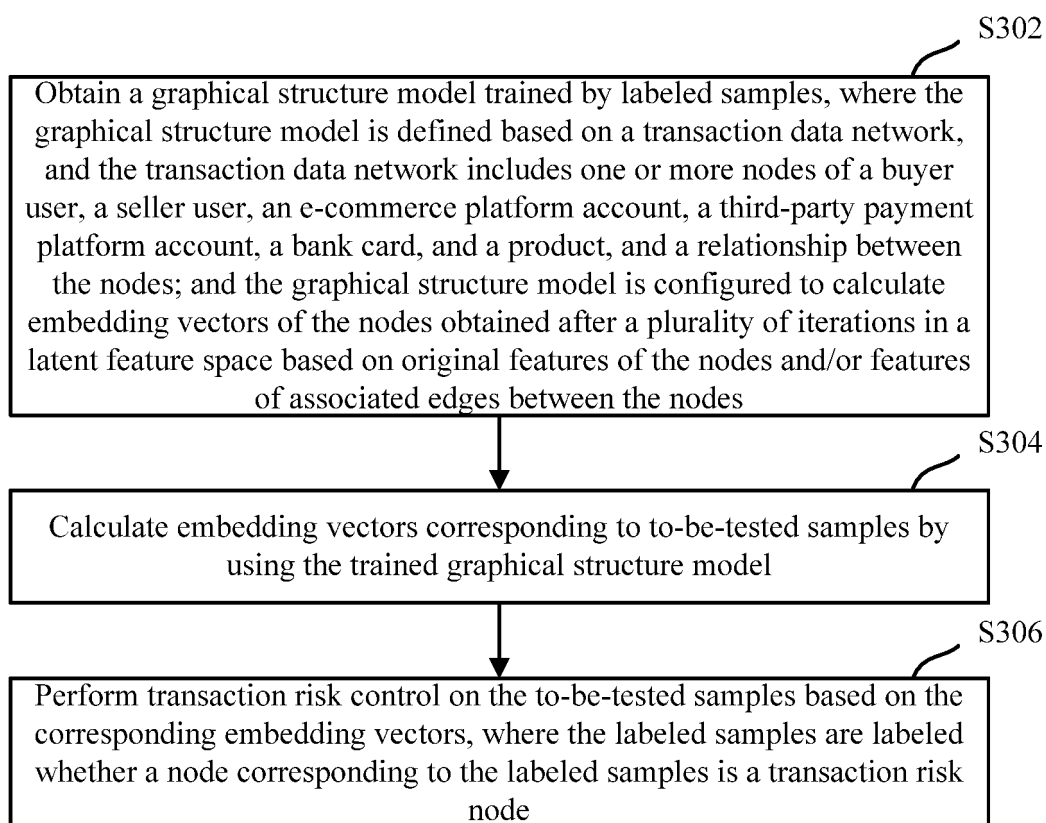 S302
Obtain a graphical structure model trained by labeled samples, where the
graphical structure model is defined based on a transaction data network,
and the transaction data network includes one or more nodes of a buyer
user, a seller user, an e-commerce platform account, a third-party payment
platform account, a bank card, and a product, and a relationship between
the nodes; and the graphical structure model is configured to calculate
embedding vectors of the nodes obtained after a plurality of iterations in a
latent feature space based on original features of the nodes and/or features
of associated edges between the nodes
S304
Calculate embedding vectors corresponding to to-be-tested samples by
using the trained graphical structure model
S306
Perform transaction risk control on the to-be-tested samples based on the
corresponding embedding vectors, where the labeled samples are labeled
whether a node corresponding to the labeled samples is a transaction risk
node